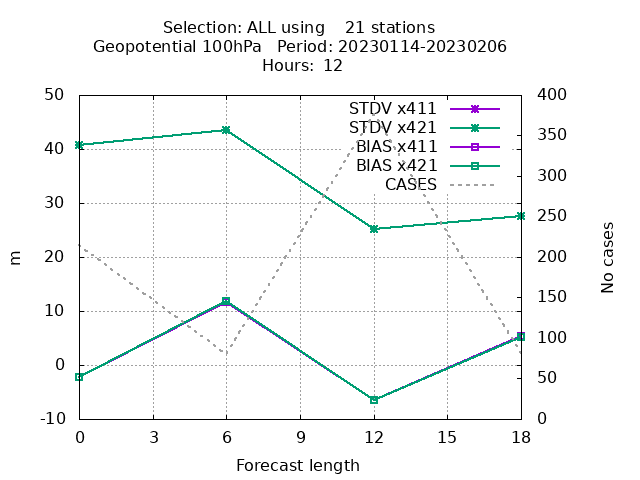 Selection: ALL using    21 stations
Geopotential 100hPa   Period: 20230114-20230206
Hours:  12
STDV x411
STDV x421
BIAS x411
BIAS x421
CASES
50
40
30
20
10
0
-10
m
400
350
300
250
200
150
100
50
0
No cases
0 3 6 9 12 15 18
Forecast length